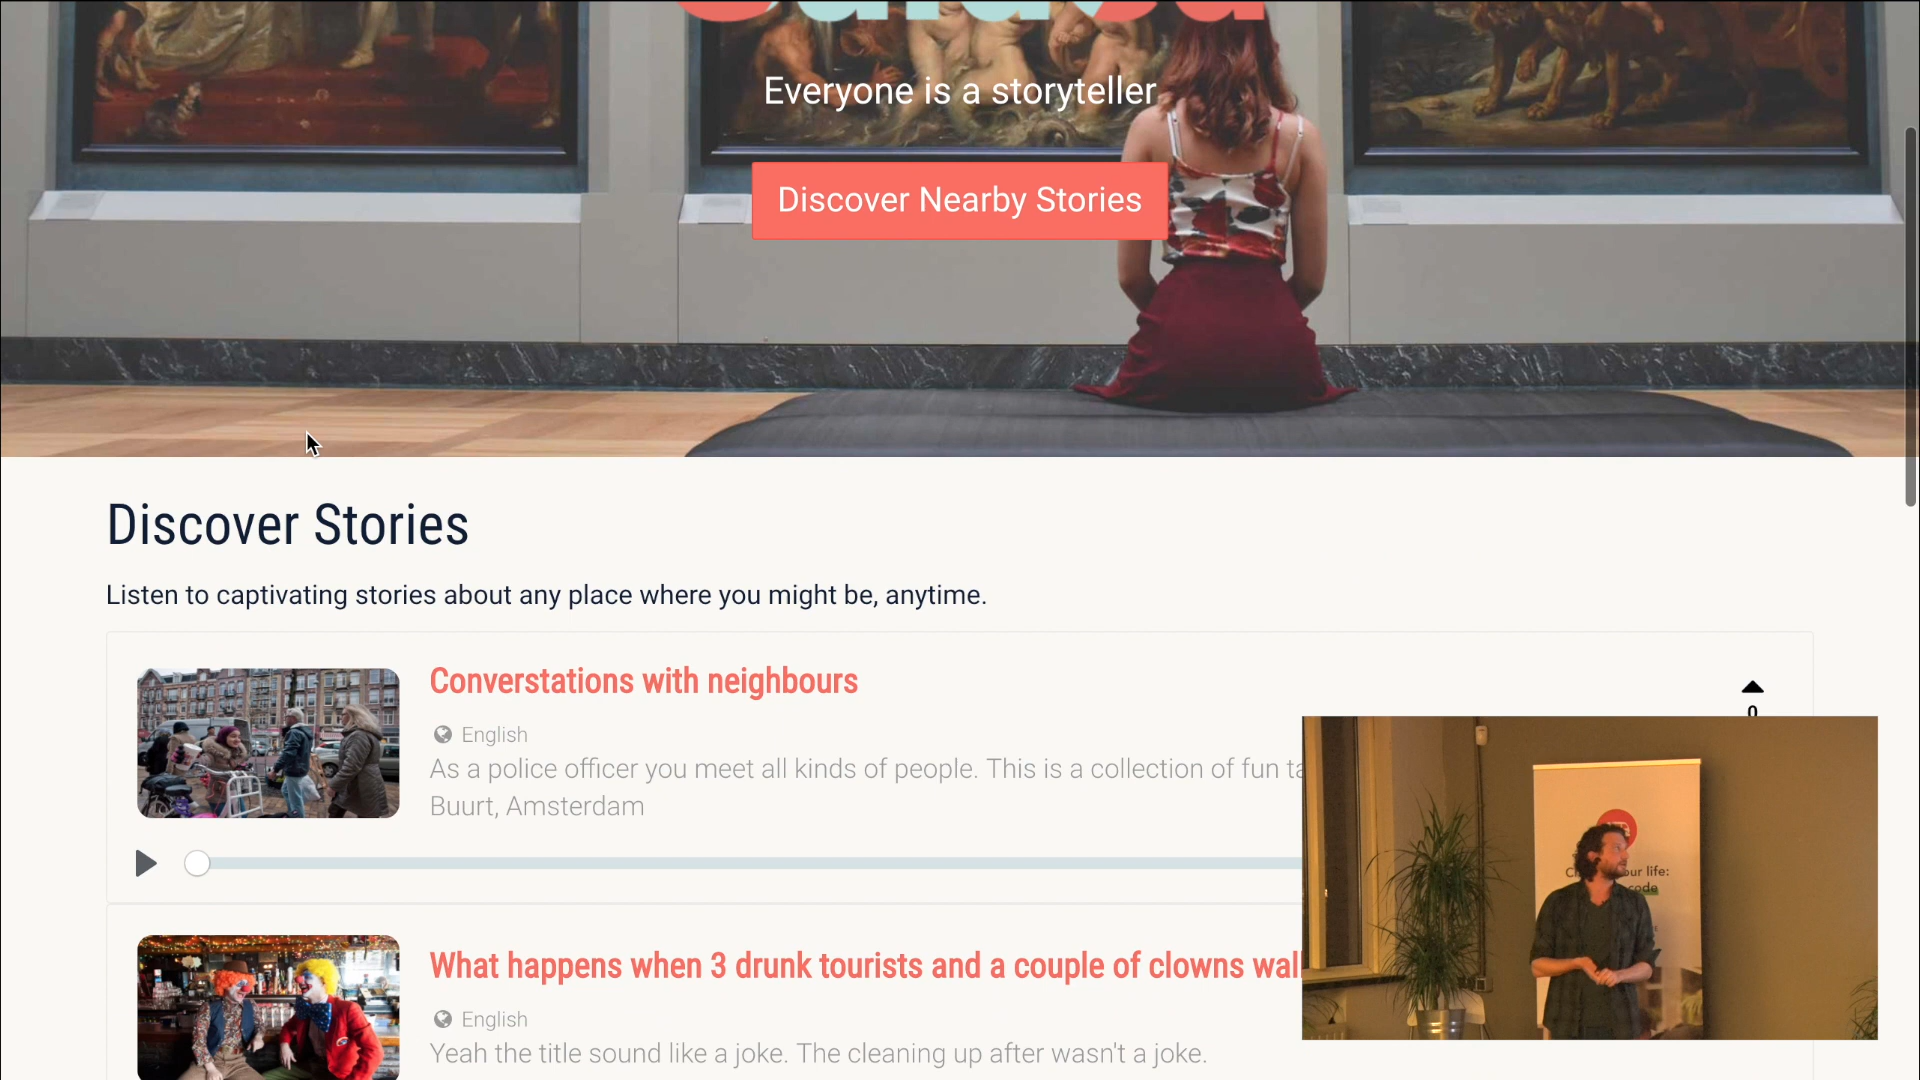 Everyone is a storyteller
Discover Nearby Stories
Discover Stories
Listen to captivating stories about any place where you might be, anytime.
Converstations with neighbours
0
English
As a police officer you meet all kinds of people. This is a collection of fun
Buurt, Amsterdam
What happens when 3 drunk tourists and a couple of clowns
English
Yeah the title sound like a joke. The cleaning up after wasn't a joke.
our life:
code